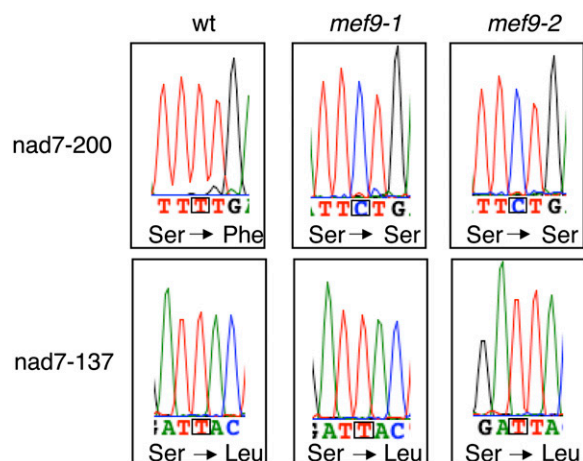 wt mef9-1 mef9-2
nad7-200
TTTTG TTCTG TTCTG
Ser → Phe Ser → Ser Ser → Ser
nad7-137
ATTAC ATTAC GATTA
Ser → Leu Ser → Leu Ser → Leu